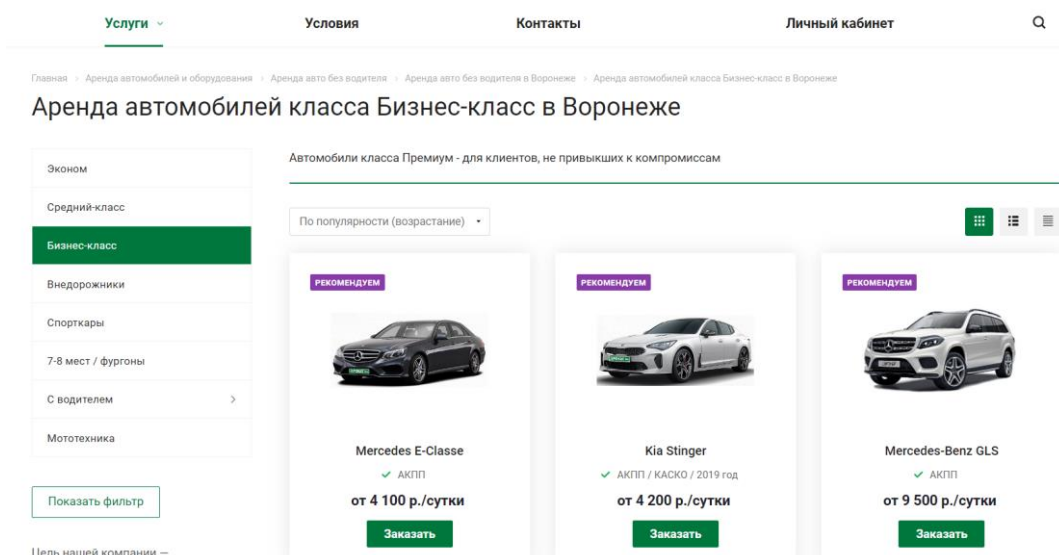 Услуги
Условия
Контакты
Личный кабинет
Главная
Аренда автомобилей и оборудования
Аренда авто без водителя
Аренда авто без водителя в Воронеже
Аренда автомобилей класса Бизнес-класс в Воронеже
Аренда автомобилей класса Бизнес-класс в Воронеже
Эконом
Средний-класс
Бизнес-класс
Внедорожники
Спорткары
7-8 мест / фургоны
С водителем
Мототехника
Показать фильтр
Цель нашей компании —
Автомобили класса Премиум - для клиентов, не привыкших к компромиссам
По популярности (возрастание)
РЕКОМЕНДУЕМ
Mercedes E-Classe
АКПП
от 4 100 р./сутки
Заказать
РЕКОМЕНДУЕМ
Kia Stinger
АКПП / КАСКО / 2019 год
от 4 200 р./сутки
Заказать
РЕКОМЕНДУЕМ
Mercedes-Benz GLS
АКПП
от 9 500 р./сутки
Заказать